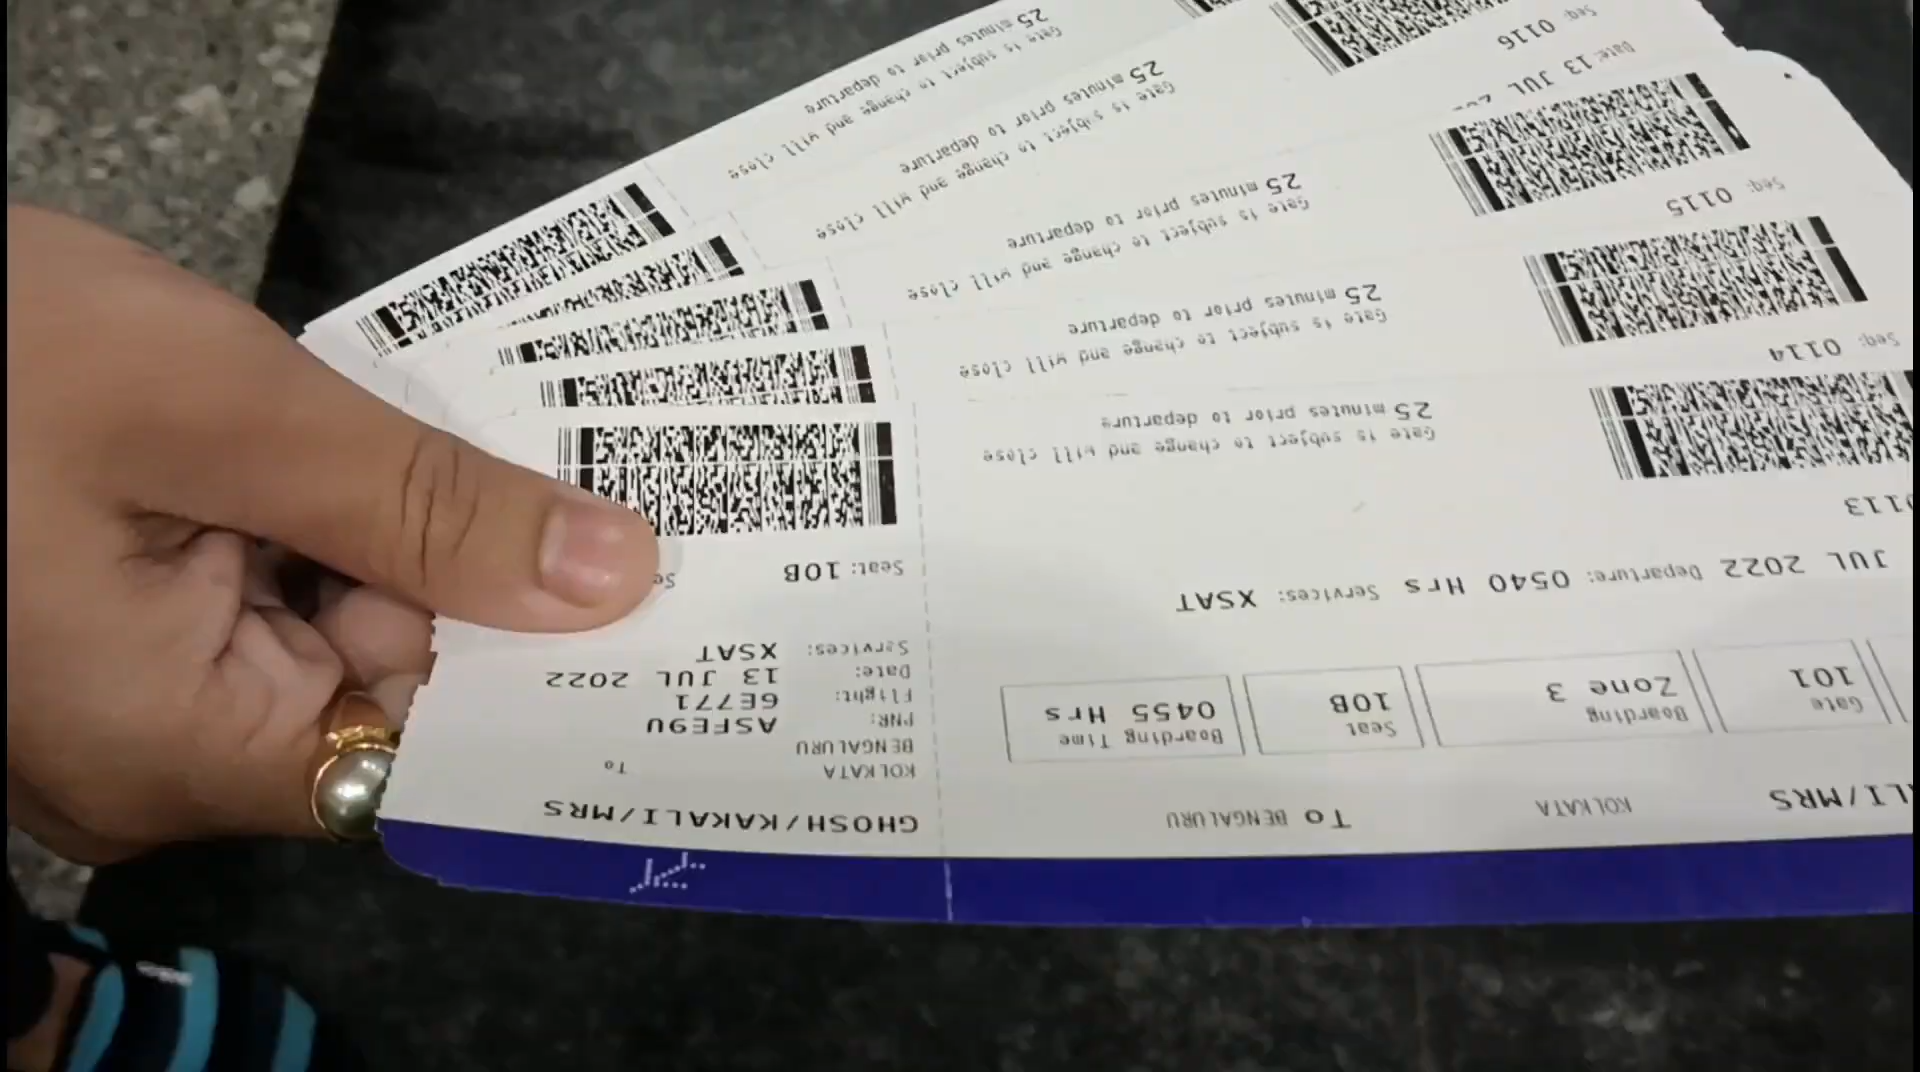 GHOSH/KAKALI/MRS
KOLKATA To
BENGALURU
PNR: ASFE9U
Flight: 6E771
Date: 13 JUL 2022
Services: XSAT
Seat: 10B
LI/MRS
KOLKATA To BENGALURU
Gate
101
Boarding
Zone 3
Seat
10B
Boarding Time
0455 Hrs
JUL 2022 Departure: 0540 Hrs Services: XSAT
0113
Gate is subject to change and will close
25 minutes prior to departure
Seq: 0114
Gate is subject to change and will close
25 minutes prior to departure
Seq: 0115
Gate is subject to change and will close
25 minutes prior to departure
Date: 13 JUL
Seq: 0116
Gate is subject to change and will close
25 minutes prior to departure
Gate is subject to change and will close
25 minutes prior to departure